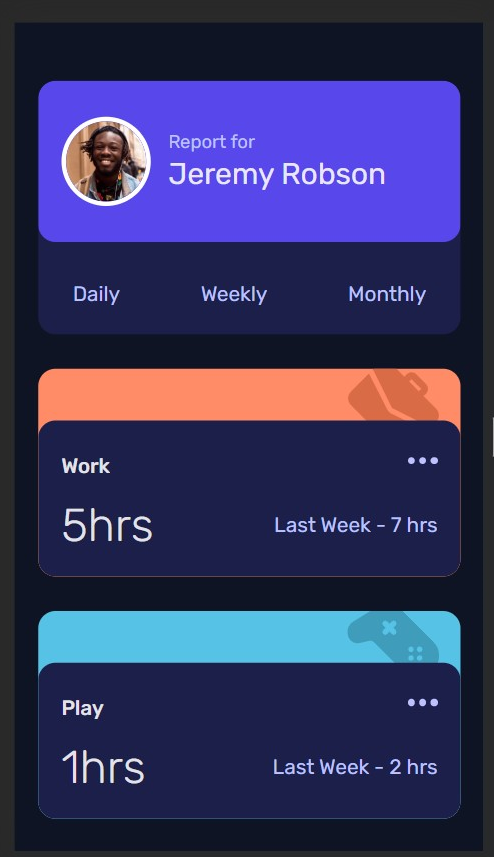 Report for
Jeremy Robson
Daily Weekly Monthly
Work
5hrs Last Week - 7 hrs
Play
1hrs Last Week - 2 hrs